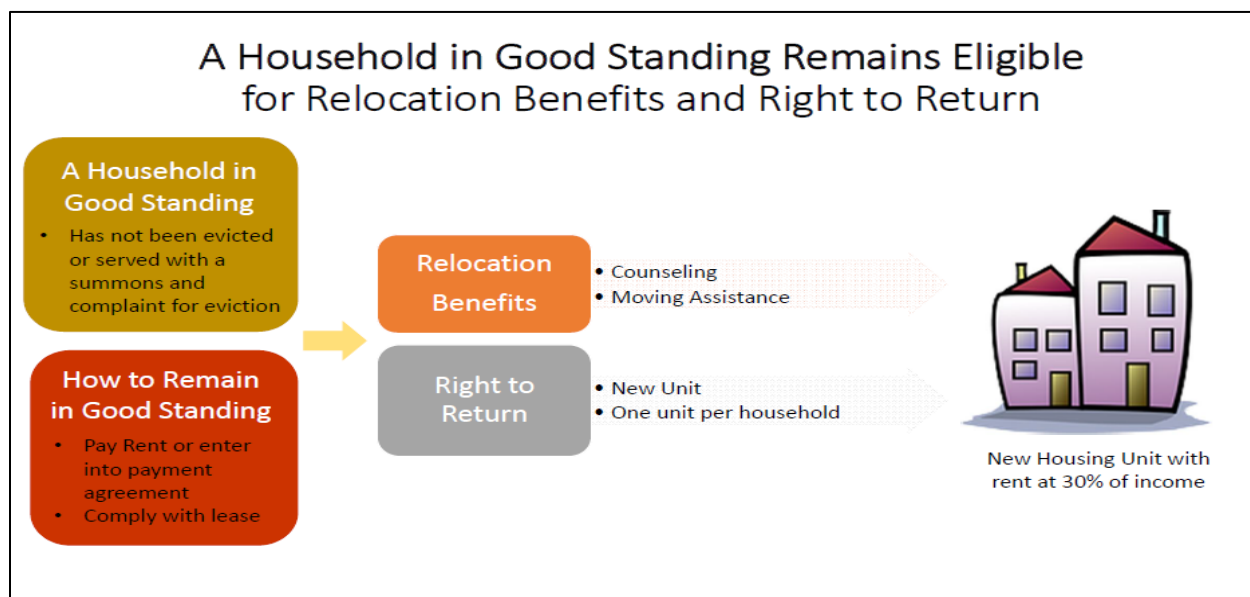 A Household in Good Standing Remains Eligible
for Relocation Benefits and Right to Return
A Household in
Good Standing
• Has not been evicted
or served with a
summons and
complaint for eviction
How to Remain
in Good Standing
• Pay Rent or enter
into payment
agreement
• Comply with lease
Relocation
Benefits
• Counseling
• Moving Assistance
Right to
Return
• New Unit
• One unit per household
New Housing Unit with
rent at 30% of income